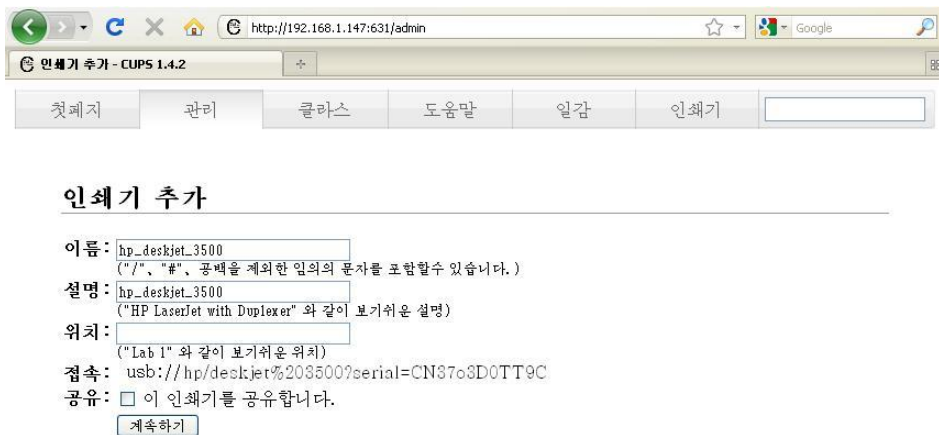 http://192.168.1.147:631/admin
Google
인쇄기 추가 - CUPS 1.4.2
첫페지 관리 클라스 도움말 일감 인쇄기
인쇄기 추가
이름: hp_deskjet_3500
("/", "#", 공백을 제외한 임의의 문자를 포함할수 있습니다.)
설명: hp_deskjet_3500
("HP LaserJet with Duplexer" 와 같이 보기쉬운 설명)
위치:
("Lab 1" 와 같이 보기쉬운 위치)
접속: usb://hp/deskjet%203500?serial=CN37o3D0TT9C
공유: 이 인쇄기를 공유합니다.
계속하기